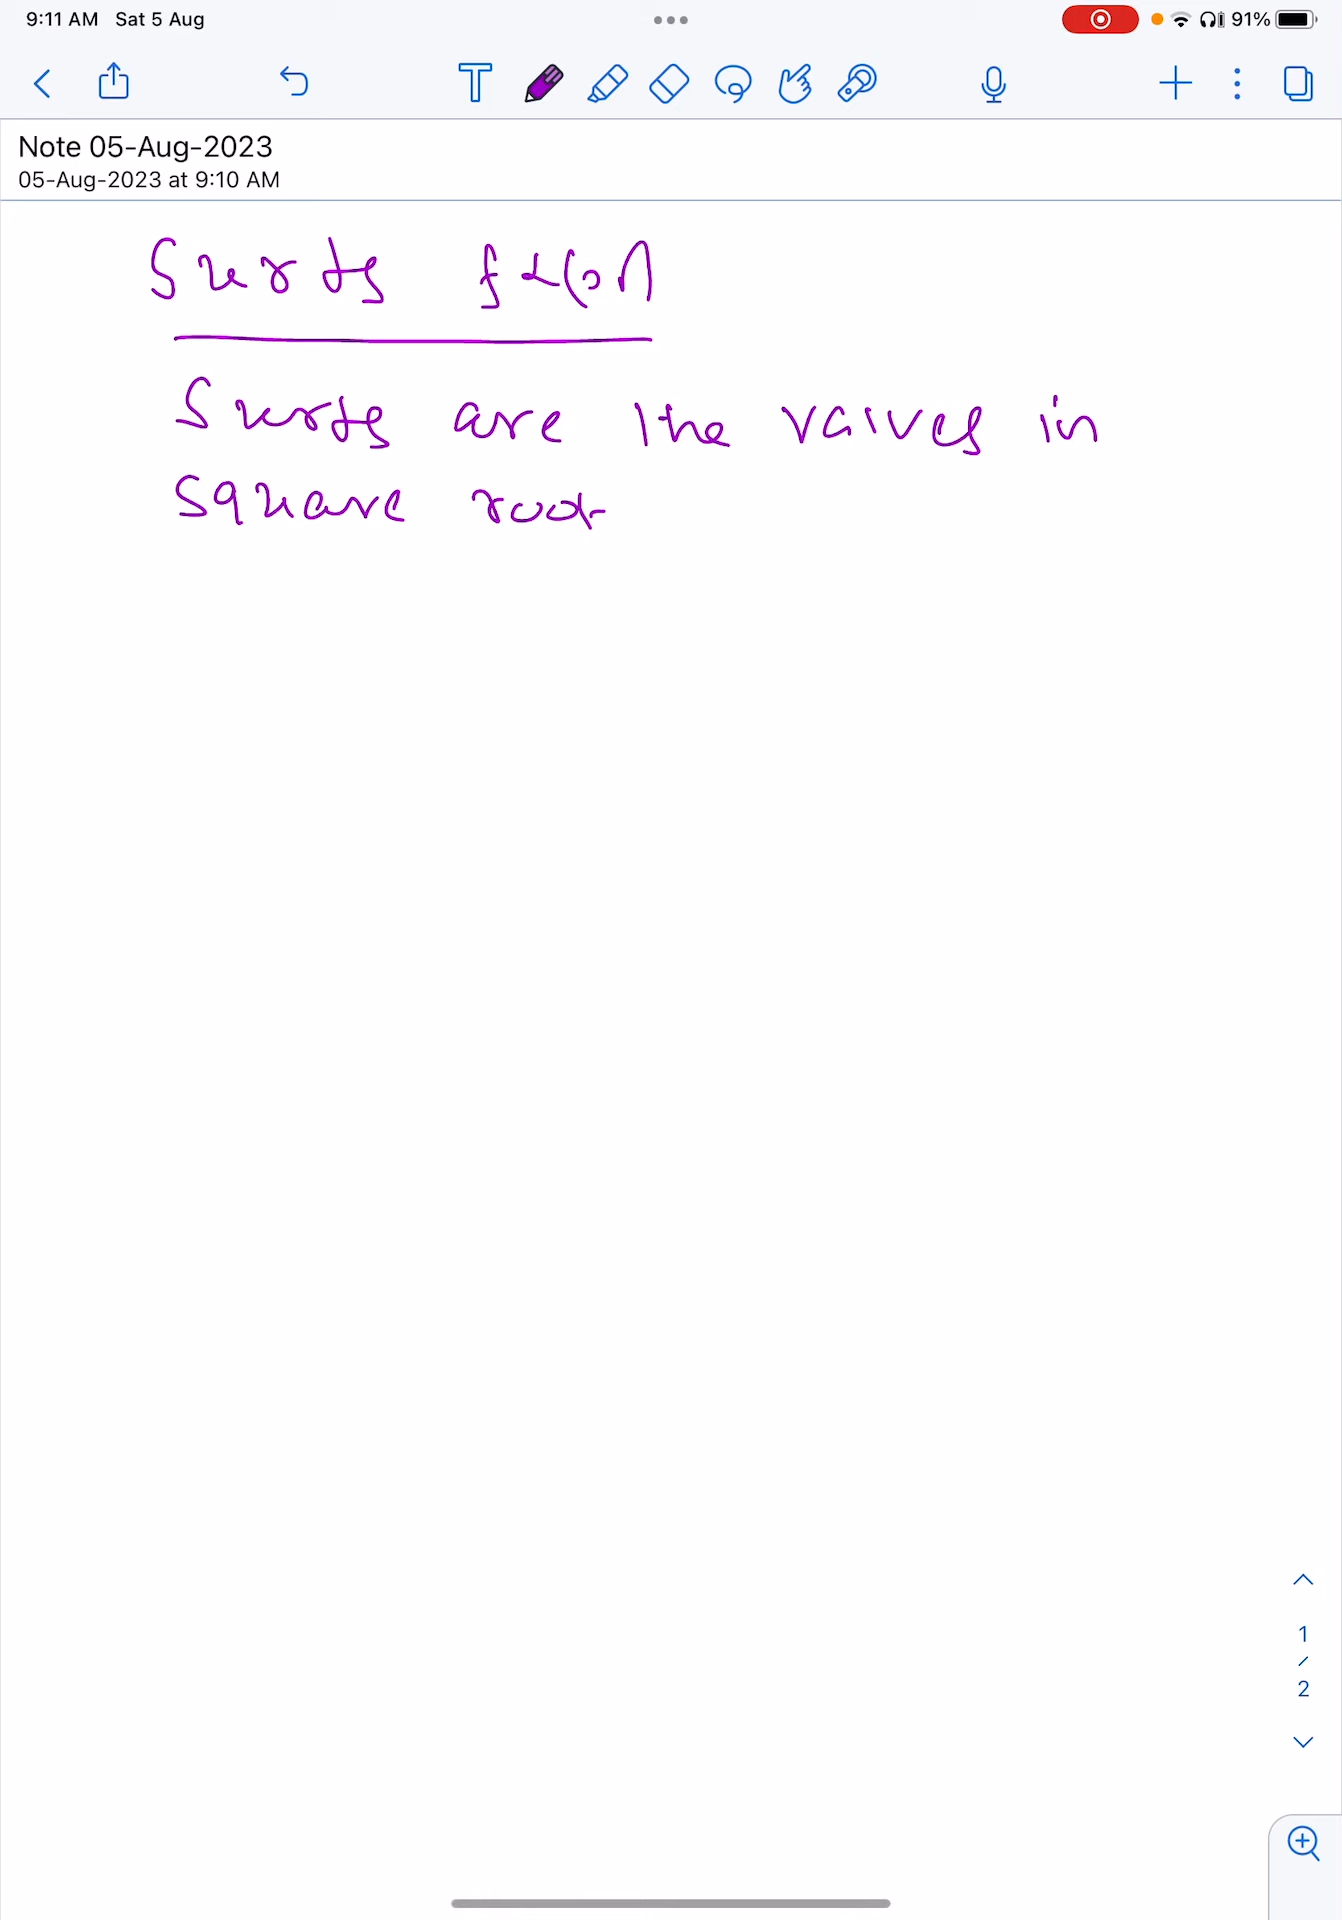 9:11 AM Sat 5 Aug
91%
T
Note 05-Aug-2023
05-Aug-2023 at 9:10 AM
Surds
Surds are the values in
square root
1
/
2